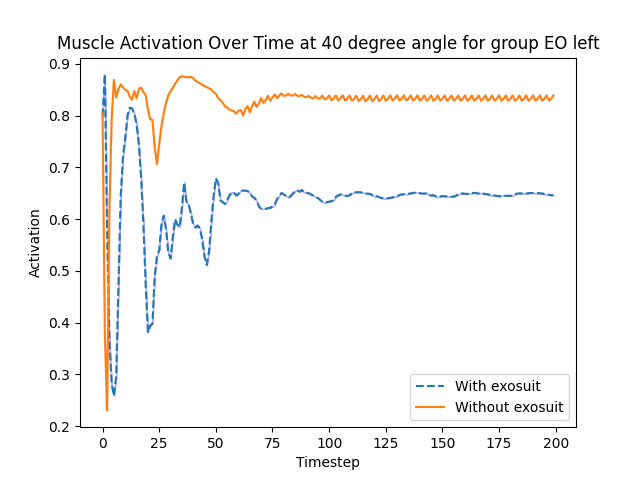 Muscle Activation Over Time at 40 degree angle for group EO left
0.9
0.8
0.7
0.6
0.5
0.4
0.3
0.2
Activation
With exosuit
Without exosuit
0 25 50 75 100 125 150 175 200
Timestep